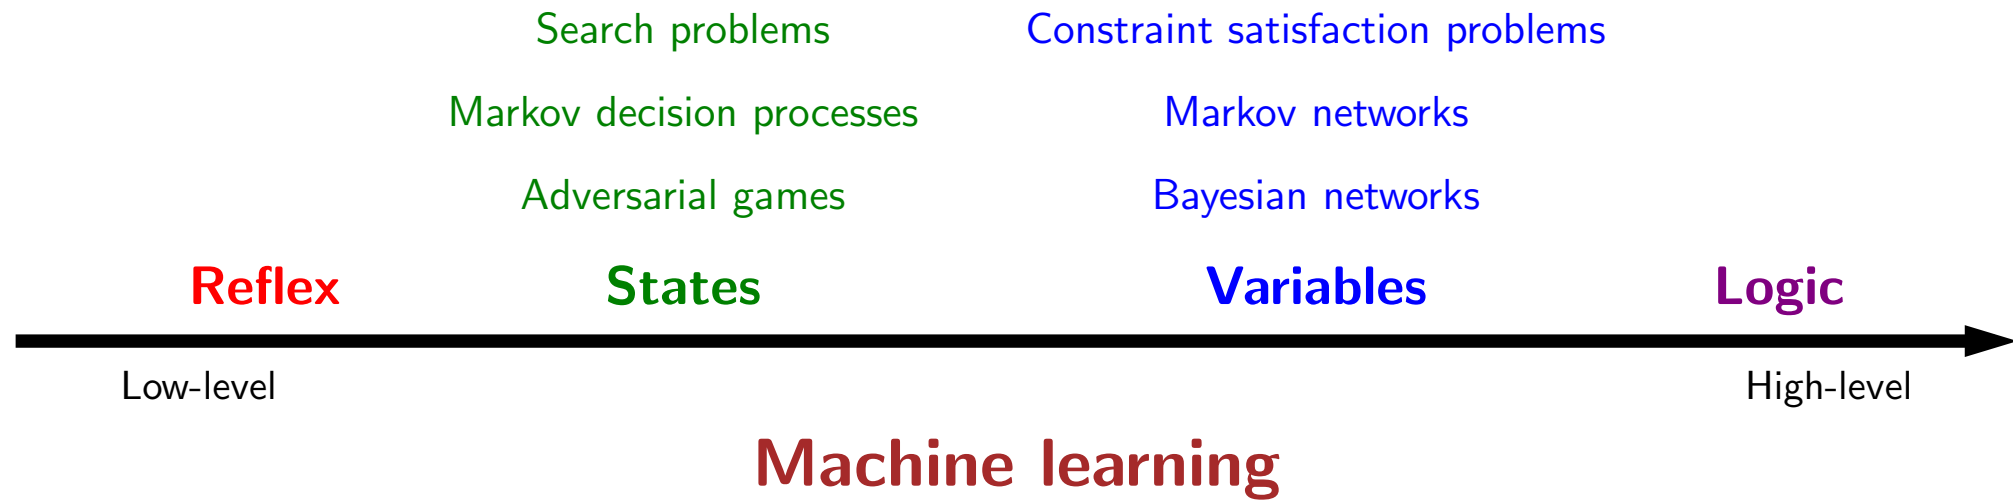 Search problems
Constraint satisfaction problems
Markov decision processes
Markov networks
Adversarial games
Bayesian networks
Reflex
States
Variables
Logic
Low-level
High-level
Machine learning